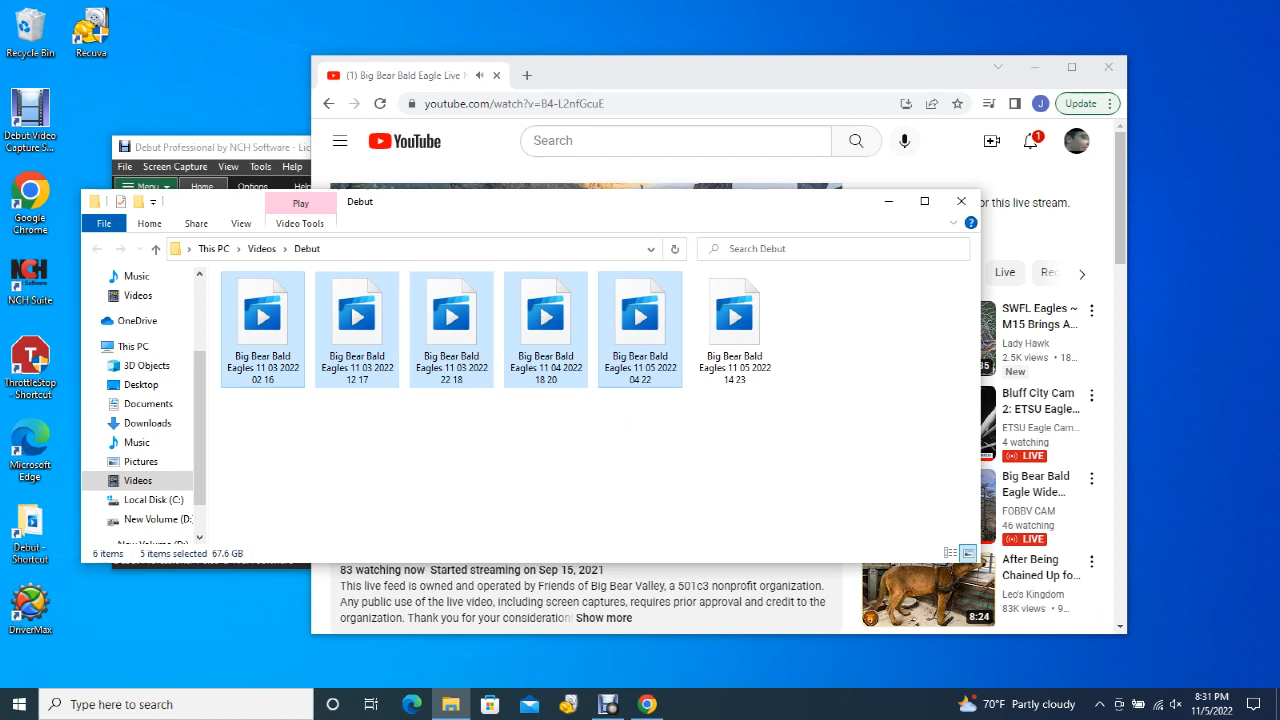 Recycle Bin
Recuva
Debut Video
Capture S...
Google
Chrome
NCH Suite
ThrottleStop
- Shortcut
Microsoft
Edge
Debut -
Shortcut
DriverMax
Debut Professional by NCH Software - Lic
File Screen Capture View Tools Help
Menu Home Options
(1) Big Bear Bald Eagle Live N
youtube.com/watch?v=B4-L2nfGcuE
Update
YouTube
Search
1
for this live stream.
Live
Rec
SWFL Eagles ~
M15 Brings A...
Lady Hawk
2.5K views • 18...
New
Bluff City Cam
2: ETSU Eagle...
ETSU Eagle Cam...
4 watching
LIVE
Big Bear Bald
Eagle Wide...
FOBBV CAM
46 watching
LIVE
After Being
Chained Up fo...
Leo's Kingdom
83K views • 9...
8:24
83 watching now Started streaming on Sep 15, 2021
This live feed is owned and operated by Friends of Big Bear Valley, a 501c3 nonprofit organization.
Any public use of the live video, including screen captures, requires prior approval and credit to the
organization. Thank you for your consideration! Show more
Play
Debut
File Home Share View Video Tools
This PC Videos Debut
Search Debut
Music
Videos
OneDrive
This PC
3D Objects
Desktop
Documents
Downloads
Music
Pictures
Videos
Local Disk (C:)
New Volume (D:
Big Bear Bald
Eagles 11 03 2022
02 16
Big Bear Bald
Eagles 11 03 2022
12 17
Big Bear Bald
Eagles 11 03 2022
22 18
Big Bear Bald
Eagles 11 04 2022
18 20
Big Bear Bald
Eagles 11 05 2022
04 22
Big Bear Bald
Eagles 11 05 2022
14 23
6 items 5 items selected 67.6 GB
Type here to search
70°F Partly cloudy
8:31 PM
11/5/2022